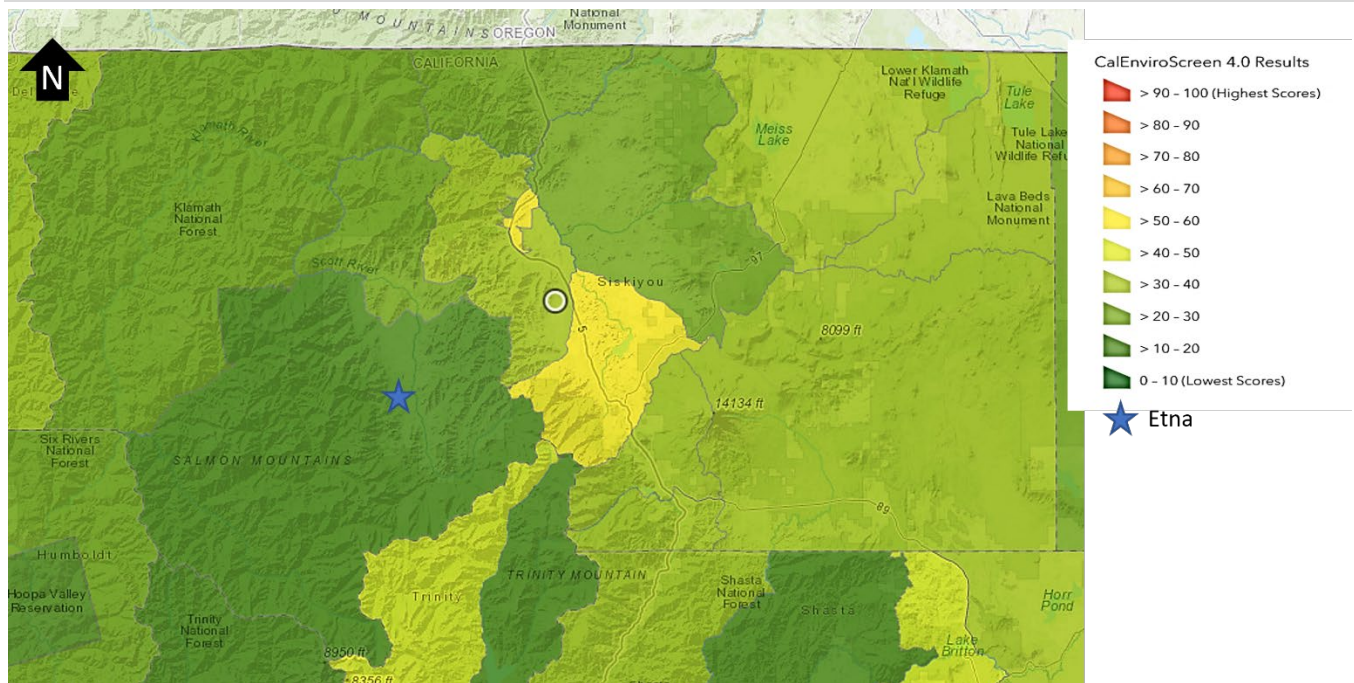 National
Monument
U MOUNTAINS
OREGON
CALIFORNIA
N
Klamath River
Lower Klamath
Nat'l Wildlife
Refuge
Tule
Lake
Meiss
Lake
Tule Lake
National
Wildlife Refu
Klamath
National
Forest
Lava Beds
National
Monument
Scott River
97
Siskiyou
5
8099 ft
14134 ft
Six Rivers
National
Forest
SALMON MOUNTAINS
89
Humboldt
Hoopa Valley
Reservation
TRINITY MOUNTAIN
Trinity
Shasta
National
Forest
Shasta
Horr
Pond
Trinity
National
Forest
Lake
Britton
8950 ft
8356 ft
CalEnviroScreen 4.0 Results
> 90 – 100 (Highest Scores)
> 80 – 90
> 70 – 80
> 60 – 70
> 50 – 60
> 40 – 50
> 30 – 40
> 20 – 30
> 10 – 20
0 – 10 (Lowest Scores)
Etna